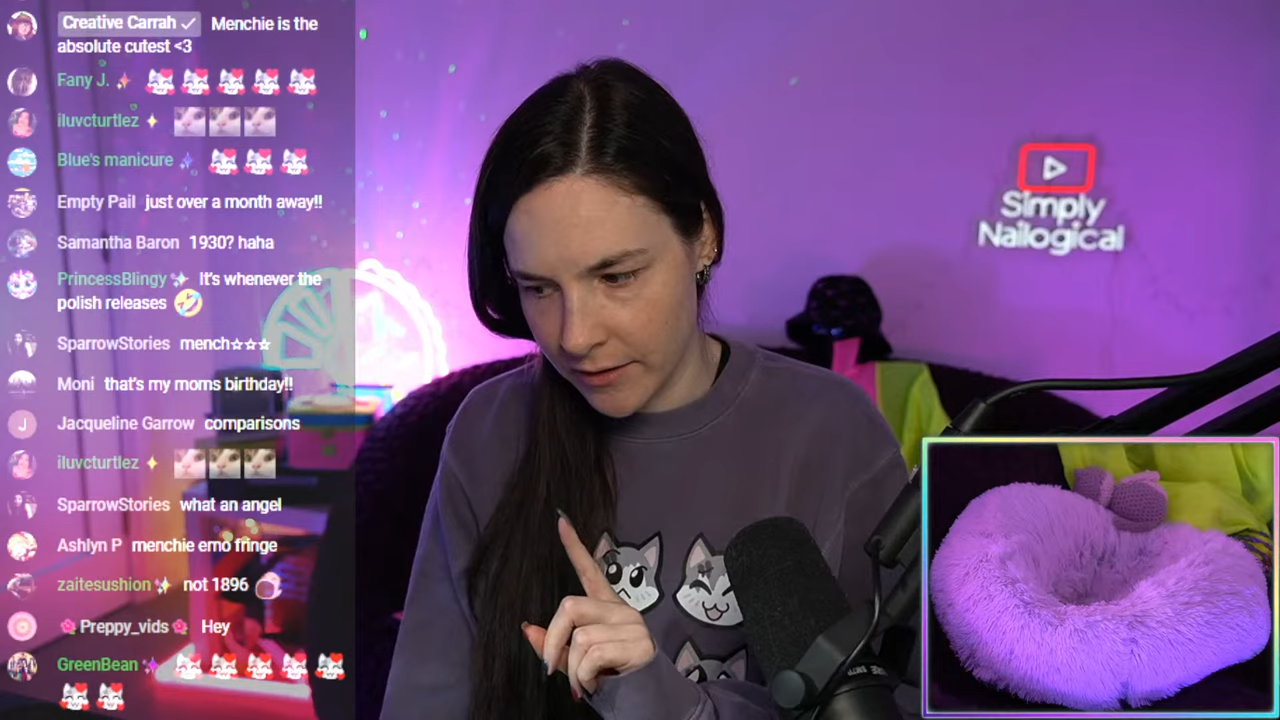 Creative Carrah Menchie is the
absolute cutest <3
Fany J.
iluvcturtlez
Blue's manicure
Empty Pail just over a month away!!
Samantha Baron 1930? haha
PrincessBlingy It's whenever the
polish releases
SparrowStories mench☆☆☆
Moni that's my moms birthday!!
J Jacqueline Garrow comparisons
iluvcturtlez
SparrowStories what an angel
Ashlyn P menchie emo fringe
zaitesushion not 1896
Preppy_vids Hey
GreenBean
Simply
Nailogical